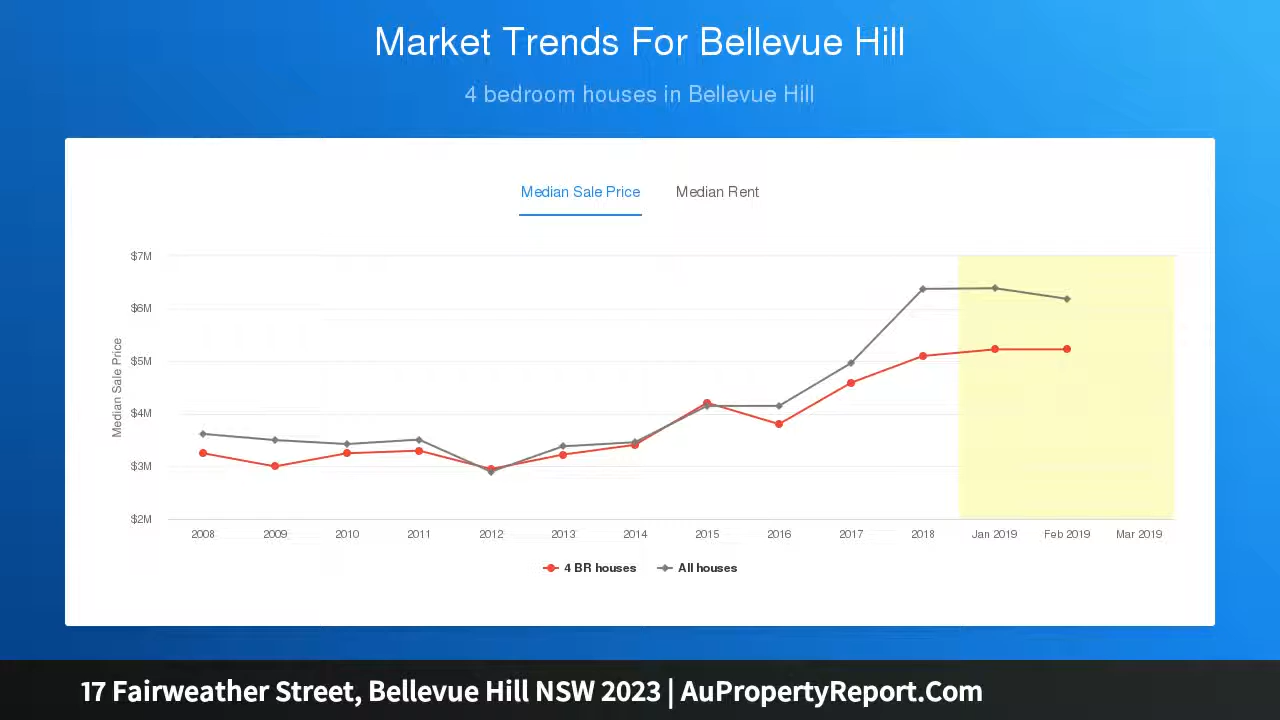 Market Trends For Bellevue Hill
4 bedroom houses in Bellevue Hill
Median Sale Price Median Rent
$7M
$6M
$5M
$4M
$3M
$2M
Median Sale Price
2008 2009 2010 2011 2012 2013 2014 2015 2016 2017 2018 Jan 2019 Feb 2019 Mar 2019
4 BR houses All houses
17 Fairweather Street, Bellevue Hill NSW 2023 | AuPropertyReport.Com